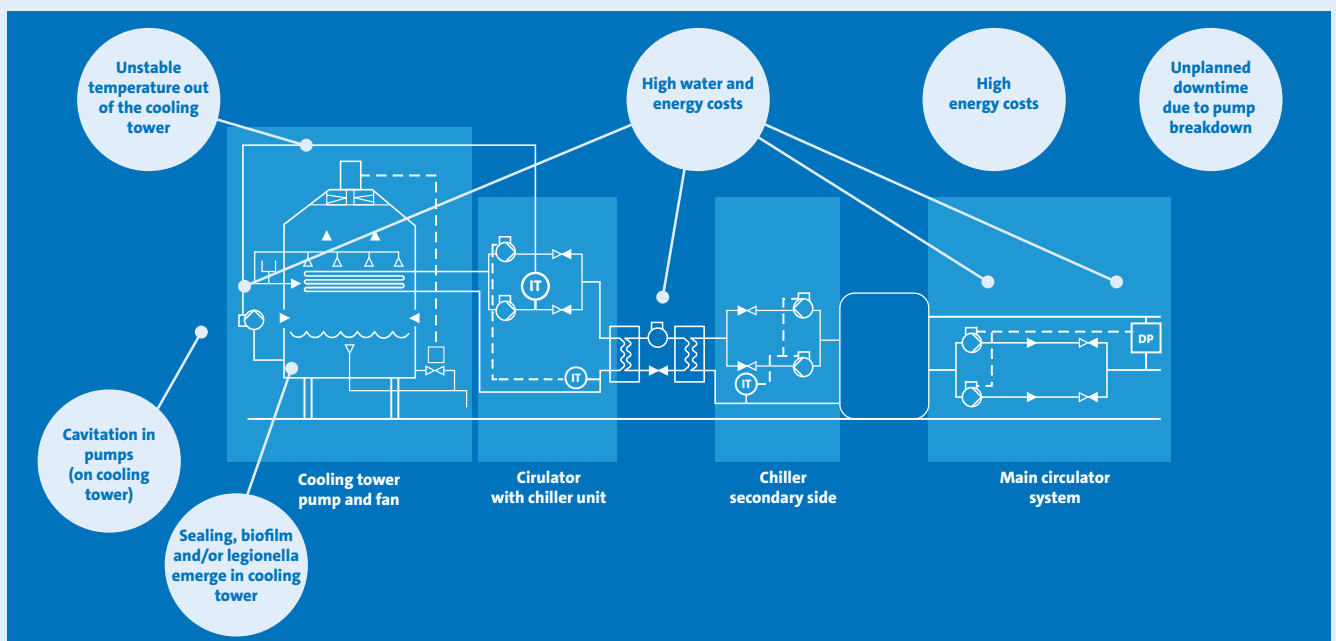 Unstable
temperature out
of the cooling
tower
High water and
energy costs
High
energy costs
Unplanned
downtime
due to pump
breakdown
IT
IT
IT
DP
Cavitation in
pumps
(on cooling
tower)
Cooling tower
pump and fan
Cirulator
with chiller unit
Chiller
secondary side
Main circulator
system
Sealing, biofilm
and/or legionella
emerge in cooling
tower